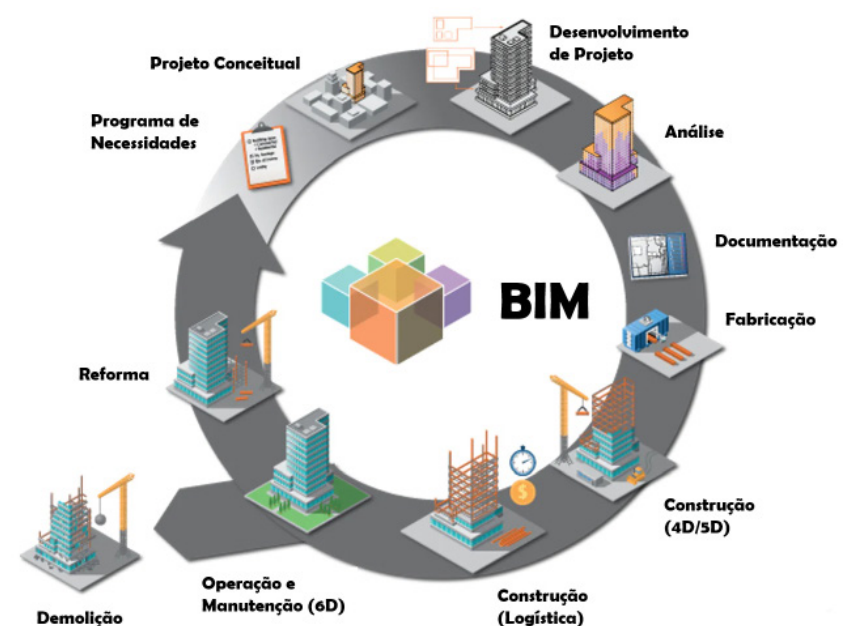 Projeto Conceitual
Desenvolvimento
de Projeto
Programa de
Necessidades
Análise
Documentação
Fabricação
BIM
Reforma
Construção
(4D/5D)
$
Operação e
Manutenção (6D)
Construção
(Logística)
Demolição